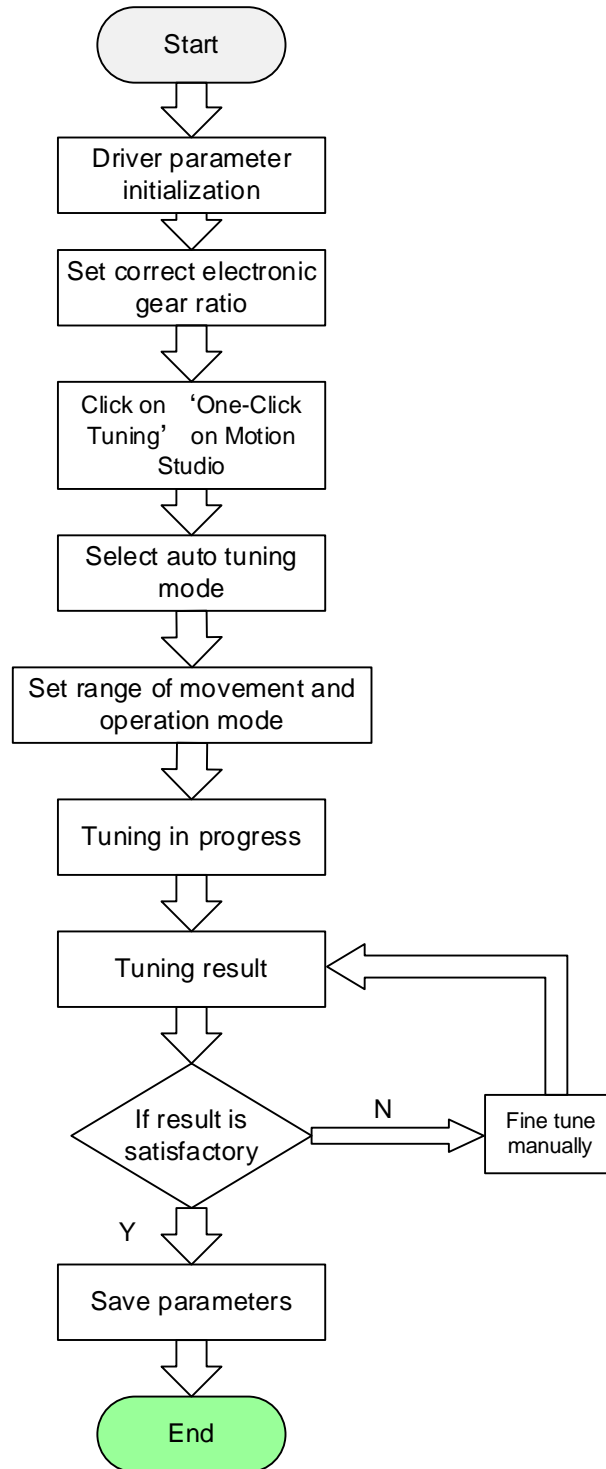 Start
Driver parameter
initialization
Set correct electronic
gear ratio
Click on ‘One-Click
Tuning’ on Motion
Studio
Select auto tuning
mode
Set range of movement and
operation mode
Tuning in progress
Tuning result
If result is
satisfactory
N
Fine tune
manually
Y
Save parameters
End